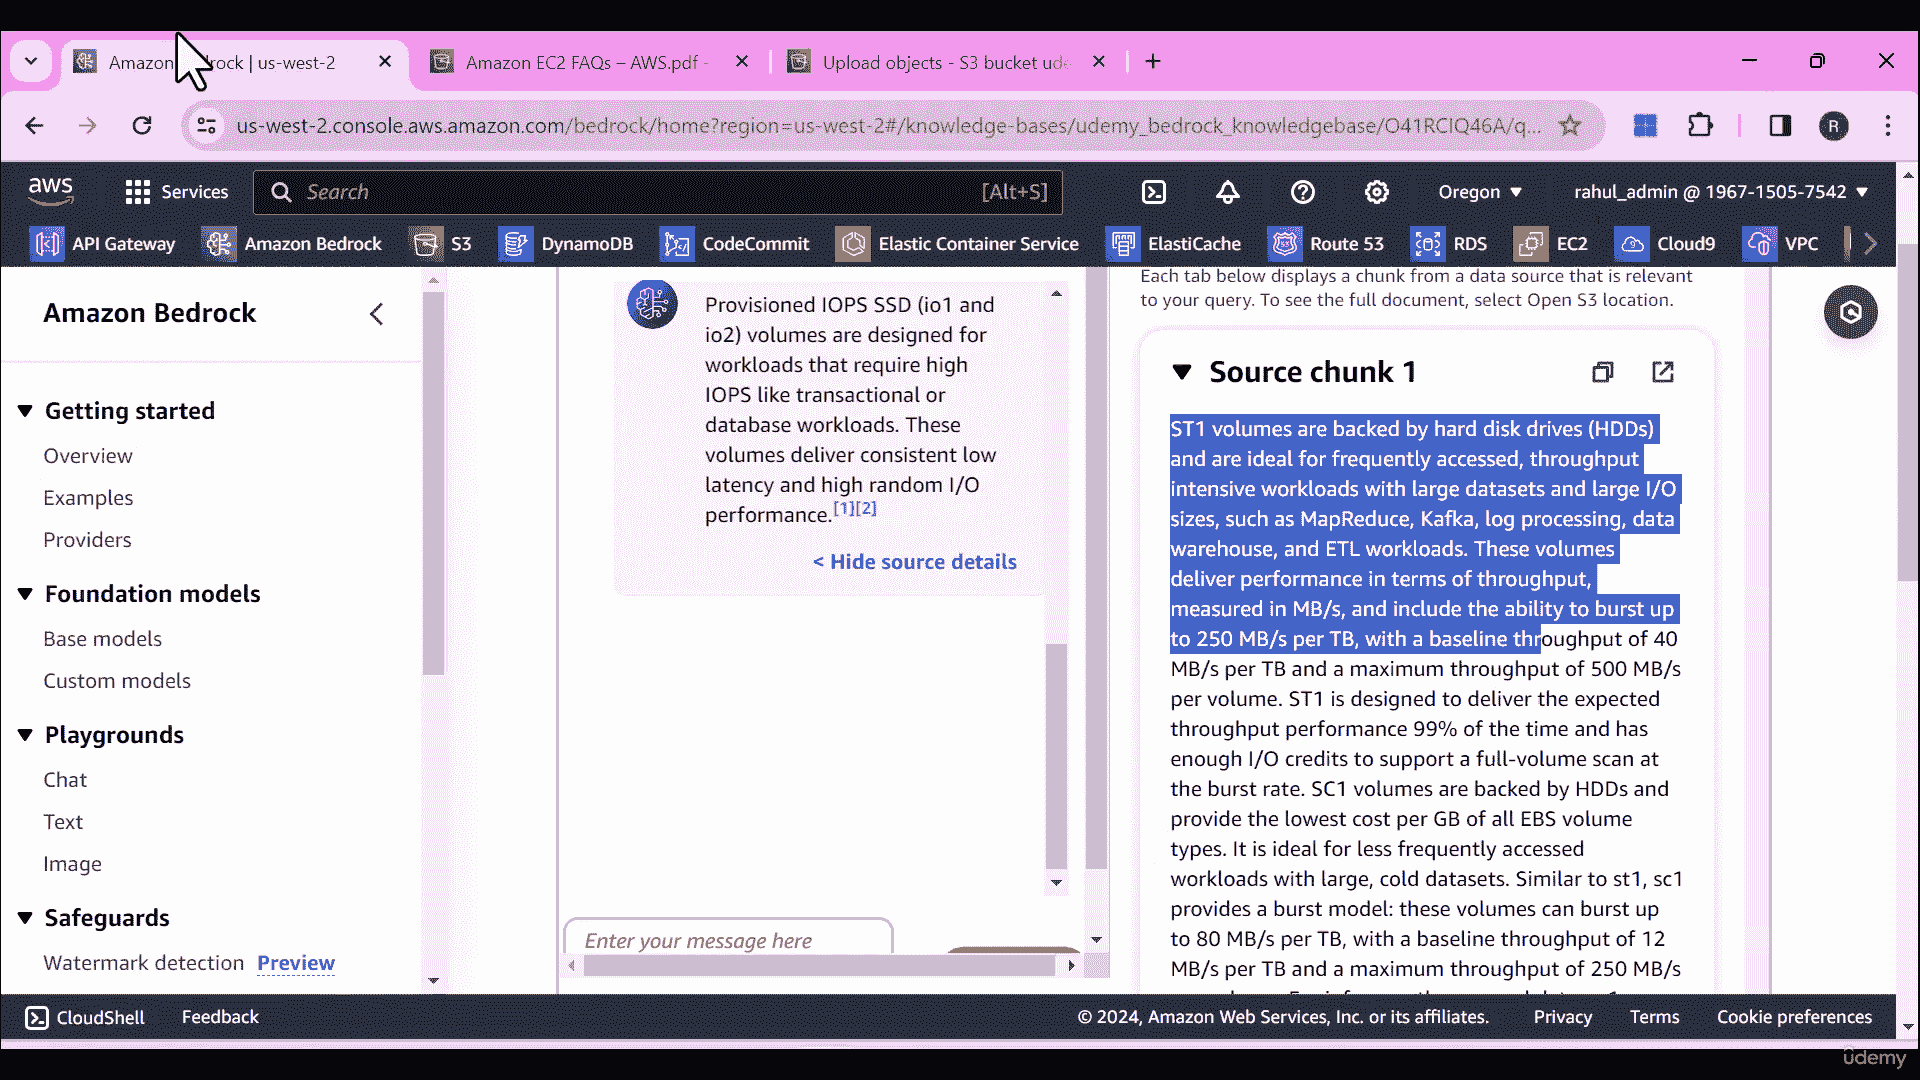 Amazon rock | us-west-2
Amazon EC2 FAQs – AWS.pdf -
Upload objects - S3 bucket ude
us-west-2.console.aws.amazon.com/bedrock/home?region=us-west-2#/knowledge-bases/udemy_bedrock_knowledgebase/O41RCIQ46A/q...
R
aws
Services
Search
[Alt+S]
Oregon
rahul_admin @ 1967-1505-7542
API Gateway
Amazon Bedrock
S3
DynamoDB
CodeCommit
Elastic Container Service
ElastiCache
Route 53
RDS
EC2
Cloud9
VPC
Amazon Bedrock
Getting started
Overview
Examples
Providers
Foundation models
Base models
Custom models
Playgrounds
Chat
Text
Image
Safeguards
Watermark detection Preview
Provisioned IOPS SSD (io1 and
io2) volumes are designed for
workloads that require high
IOPS like transactional or
database workloads. These
volumes deliver consistent low
latency and high random I/O
performance.[1][2]
< Hide source details
Enter your message here
Each tab below displays a chunk from a data source that is relevant
to your query. To see the full document, select Open S3 location.
Source chunk 1
ST1 volumes are backed by hard disk drives (HDDs)
and are ideal for frequently accessed, throughput
intensive workloads with large datasets and large I/O
sizes, such as MapReduce, Kafka, log processing, data
warehouse, and ETL workloads. These volumes
deliver performance in terms of throughput,
measured in MB/s, and include the ability to burst up
to 250 MB/s per TB, with a baseline throughput of 40
MB/s per TB and a maximum throughput of 500 MB/s
per volume. ST1 is designed to deliver the expected
throughput performance 99% of the time and has
enough I/O credits to support a full-volume scan at
the burst rate. SC1 volumes are backed by HDDs and
provide the lowest cost per GB of all EBS volume
types. It is ideal for less frequently accessed
workloads with large, cold datasets. Similar to st1, sc1
provides a burst model: these volumes can burst up
to 80 MB/s per TB, with a baseline throughput of 12
MB/s per TB and a maximum throughput of 250 MB/s
CloudShell
Feedback
© 2024, Amazon Web Services, Inc. or its affiliates.
Privacy
Terms
Cookie preferences
udemy